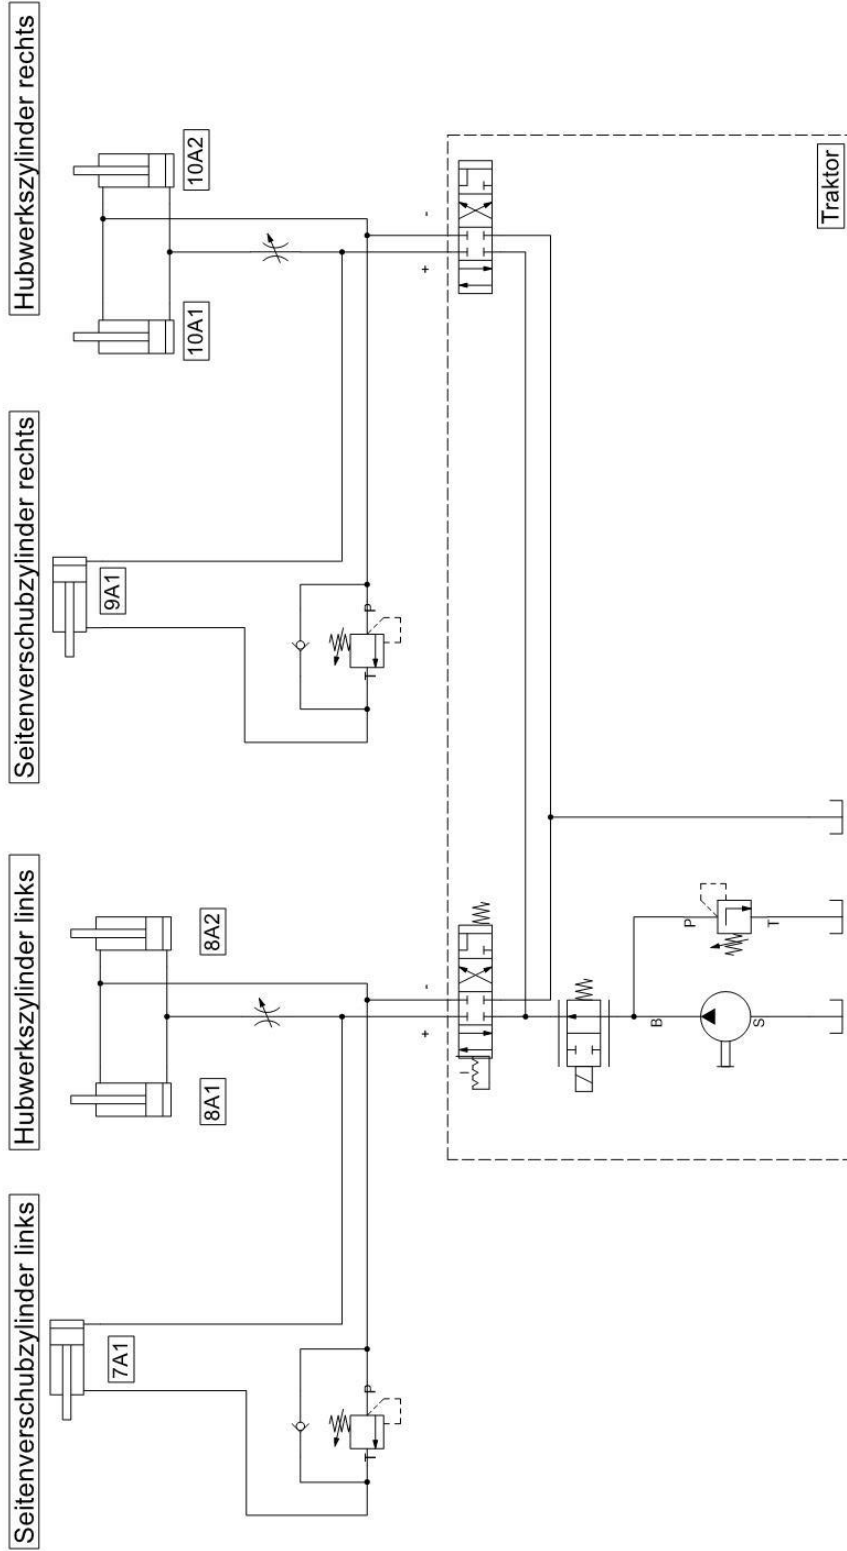 Seitenverschubzylinder links
Hubwerkszylinder links
Seitenverschubzylinder rechts
Hubwerkszylinder rechts
7A1
8A1
8A2
9A1
10A1
10A2
T
P
T
P
+
-
+
-
B
S
P
T
Traktor